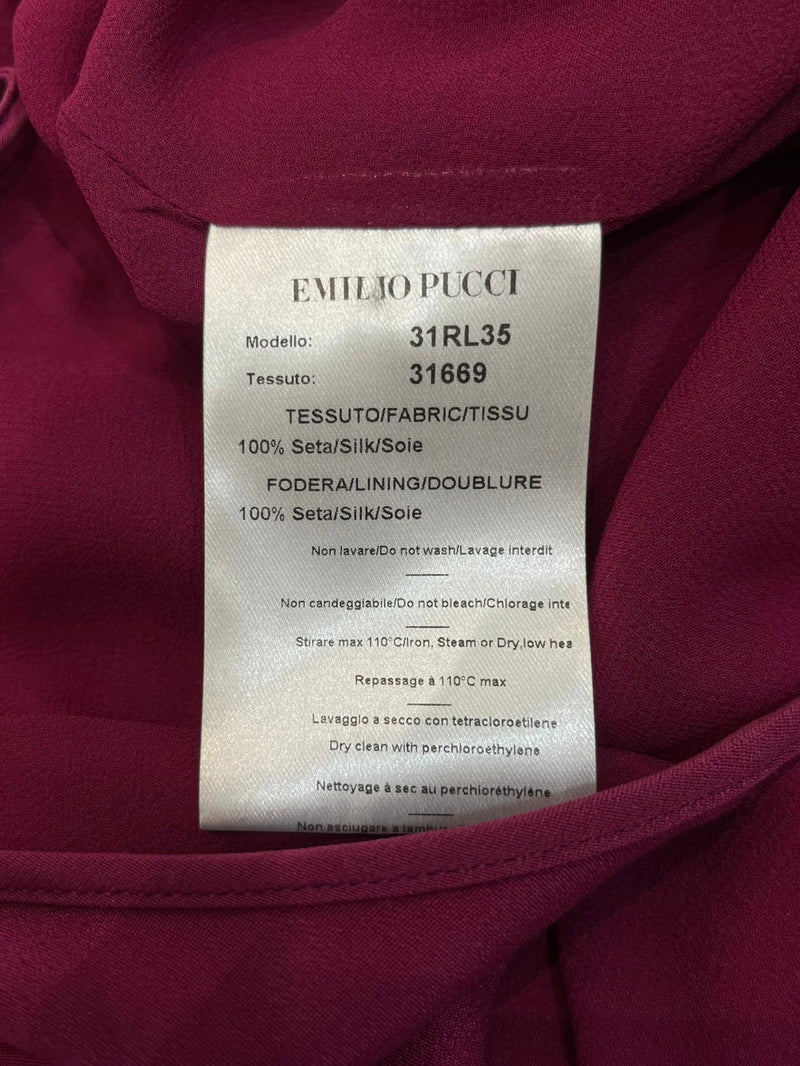 EMILIO PUCCI
Modello: 31RL35
Tessuto: 31669
TESSUTO/FABRIC/TISSU
100% Seta/Silk/Soie
FODERA/LINING/DOUBLURE
100% Seta/Silk/Soie
Non lavare/Do not wash/Lavage interdit
Non candeggiabile/Do not bleach/Chlorage inte
Stirare max 110°C/Iron, Steam or Dry,low hea
Repassage à 110°C max
Lavaggio a secco con tetracloroetilene
Dry clean with perchloroethylene
Nettoyage à sec au perchloréthylène
Non asciugare a